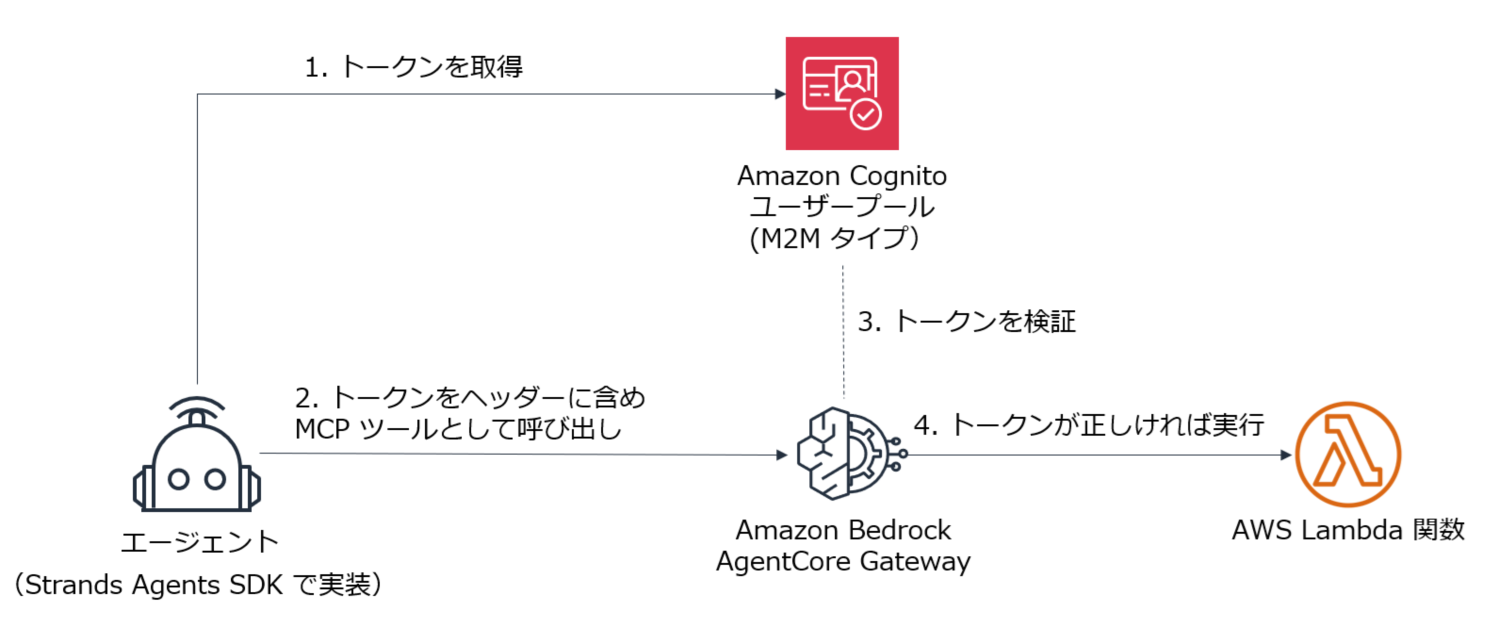 1. トークンを取得
Amazon Cognito
ユーザープール
(M2M タイプ）
3. トークンを検証
2. トークンをヘッダーに含め
MCP ツールとして呼び出し
4. トークンが正しければ実行
エージェント
（Strands Agents SDK で実装）
Amazon Bedrock
AgentCore Gateway
AWS Lambda 関数